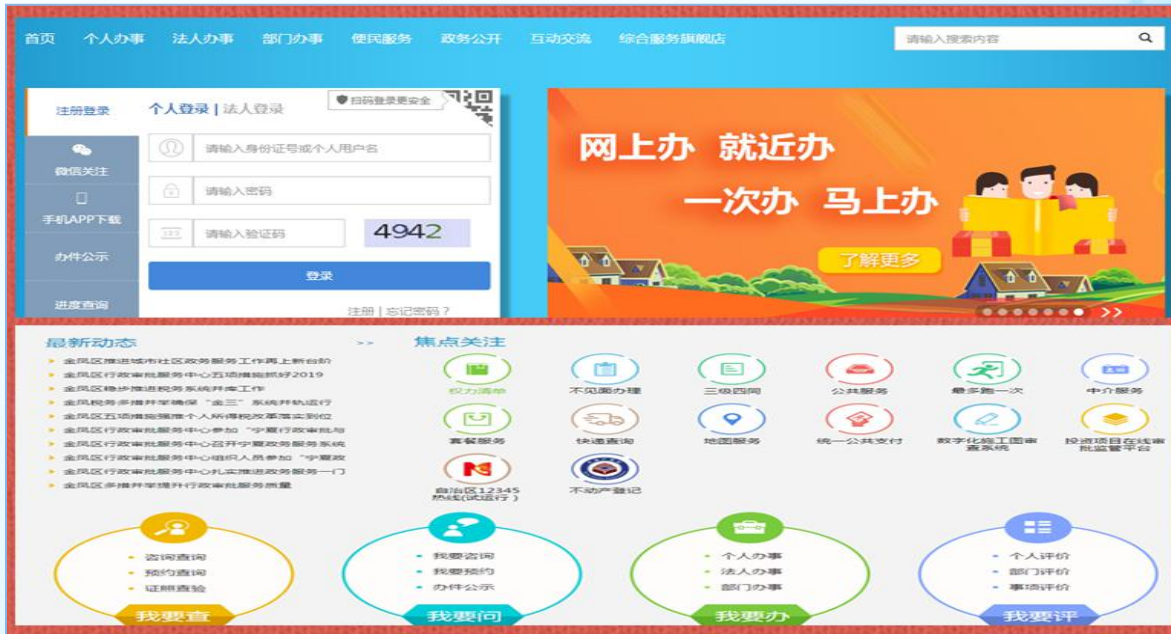 首页 个人办事 法人办事 部门办事 便民服务 政务公开 互动交流 综合服务旗舰店 请输入搜索内容
注册登录
微信关注
手机APP下载
办件公示
进度查询
个人登录 | 法人登录 扫码登录更安全
请输入身份证号或个人用户名
请输入密码
123 请输入验证码 4942
登录
注册 | 忘记密码？
网上办 就近办
一次办 马上办
了解更多
>>
最新动态 >>
金凤区推进城市社区政务服务工作再上新台阶
金凤区行政审批服务中心五项措施抓好2019
金凤区稳步推进税务系统并库工作
金凤税务多措并举确保“金三”系统并轨运行
金凤区五项措施强推个人所得税改革落实到位
金凤区行政审批服务中心参加“宁夏行政审批与
金凤区行政审批服务中心召开宁夏政务服务系统
金凤区行政审批服务中心组织人员参加“宁夏政
金凤区行政审批服务中心扎实推进政务服务一门
金凤区多措并举提升行政审批服务质量
焦点关注
权力清单 不见面办理 三级四同 公共服务 最多跑一次 中介服务
套餐服务 快递查询 地图服务 统一公共支付 数字化施工图审查系统 投资项目在线审批监管平台
自治区12345热线(试运行) 不动产登记
咨询查询
预约查询
证照查验
我要查
我要咨询
我要预约
办件公示
我要问
个人办事
法人办事
部门办事
我要办
个人评价
部门评价
事项评价
我要评